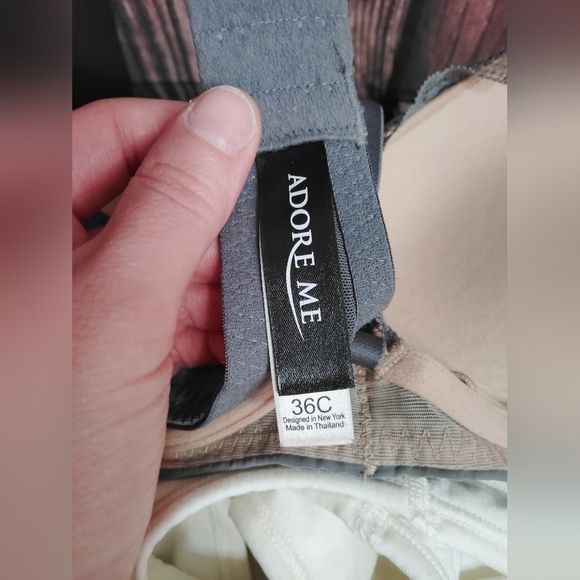 ADORE ME
36C
Designed in New York
Made in Thailand